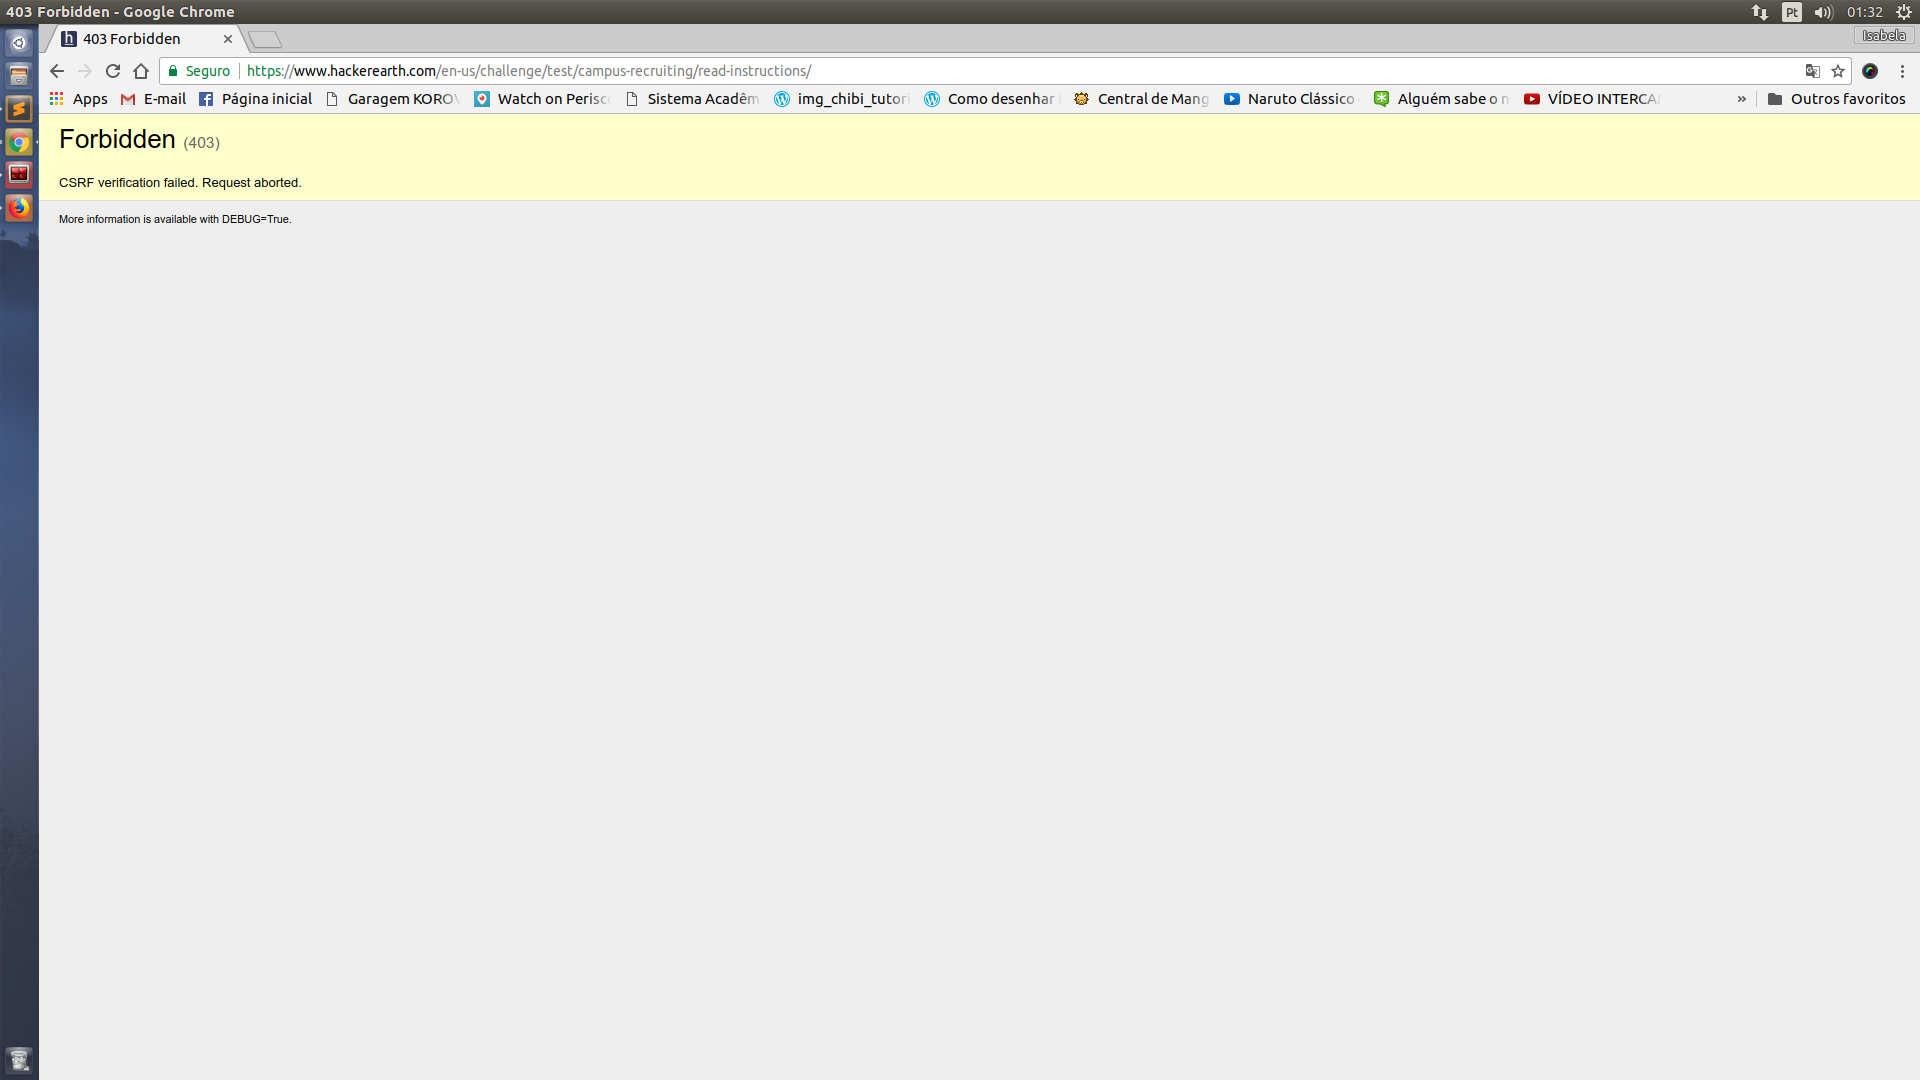 403 Forbidden - Google Chrome
Pt
01:32
403 Forbidden
Isabela
Seguro
https://www.hackerearth.com/en-us/challenge/test/campus-recruiting/read-instructions/
Apps
E-mail
Página inicial
Garagem KOROV
Watch on Perisc
Sistema Acadêm
img_chibi_tutori
Como desenhar
Central de Mang
Naruto Clássico
Alguém sabe o n
VÍDEO INTERCA
»
Outros favoritos
Forbidden (403)
CSRF verification failed. Request aborted.
More information is available with DEBUG=True.